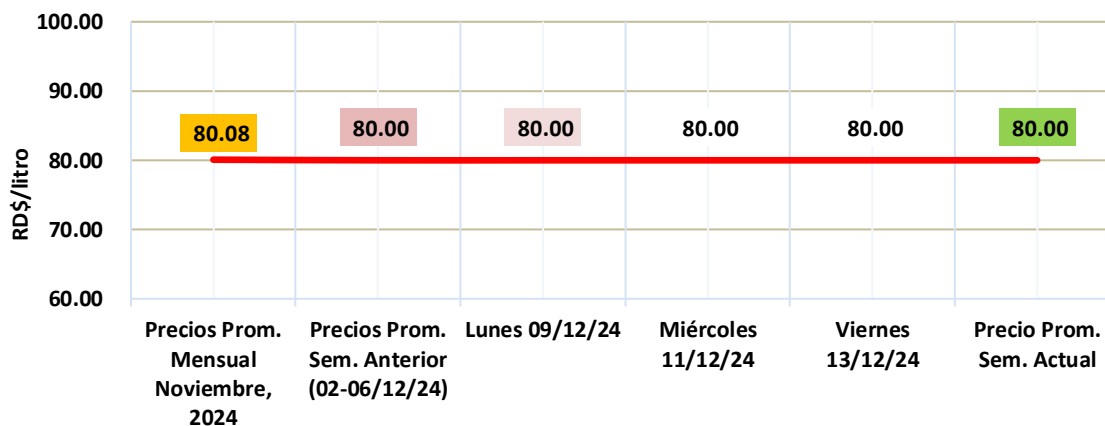 100.00
90.00
80.00
70.00
60.00
RD$/litro
80.08
80.00
80.00
80.00
80.00
80.00
Precios Prom.
Mensual
Noviembre,
2024
Precios Prom.
Sem. Anterior
(02-06/12/24)
Lunes 09/12/24
Miércoles
11/12/24
Viernes
13/12/24
Precio Prom.
Sem. Actual